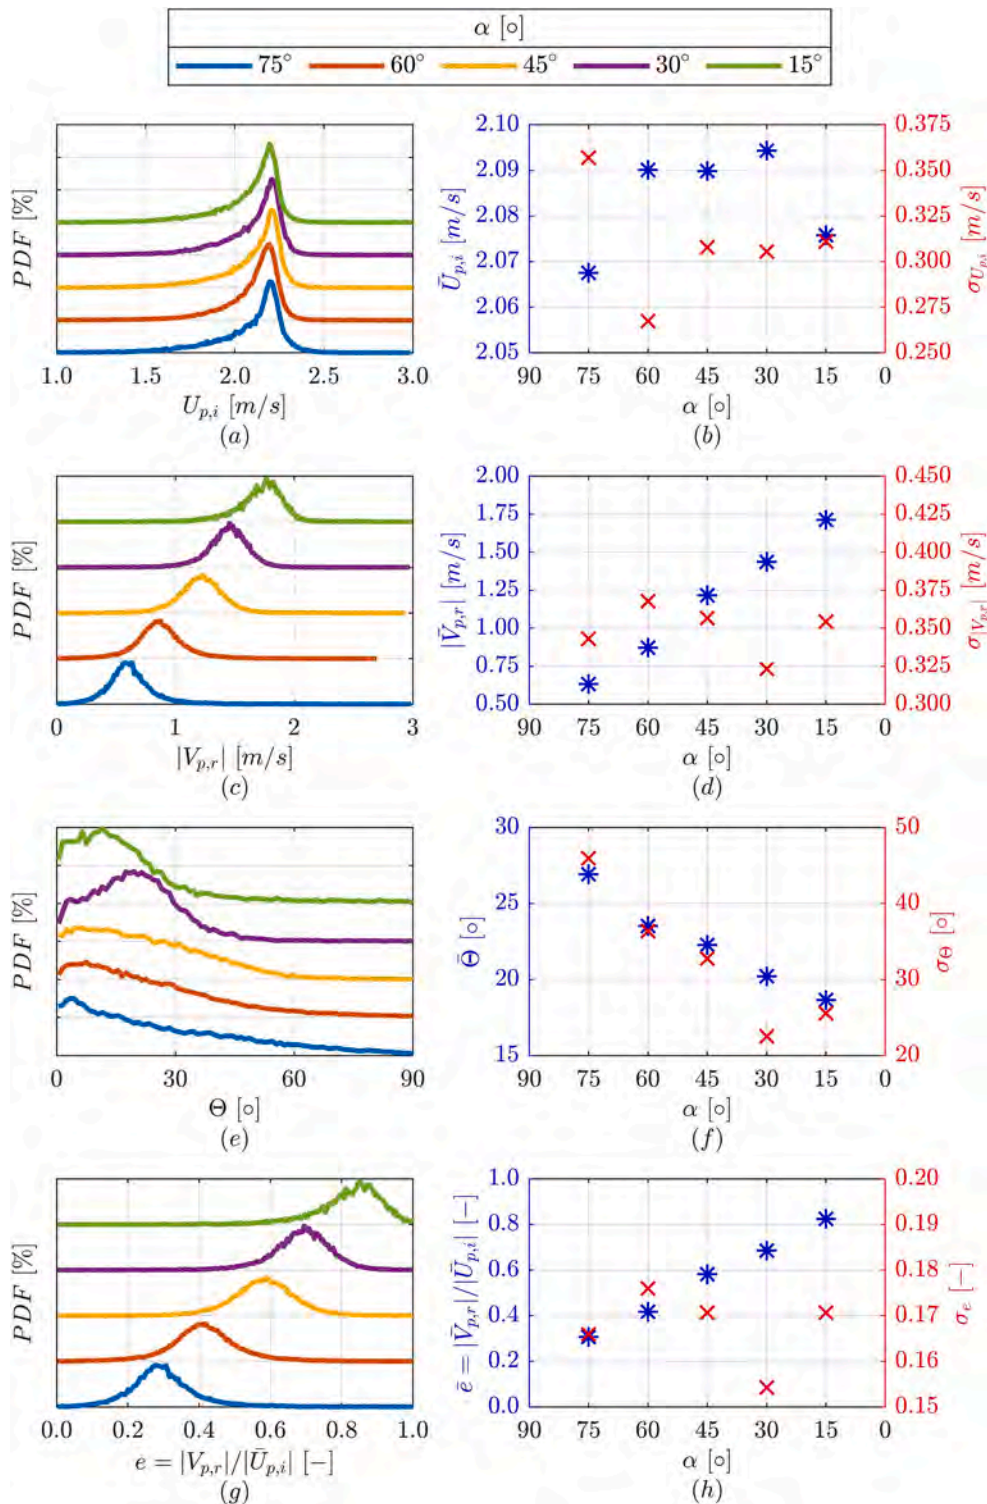 α [∘]
75° 60° 45° 30° 15°
PDF [%]
1.0 1.5 2.0 2.5 3.0
U_{p,i} [m/s]
(a)
2.10 2.09 2.08 2.07 2.06 2.05
Ū_{p,i} [m/s]
0.375 0.350 0.325 0.300 0.275 0.250
σ_{U_{p,i}} [m/s]
90 75 60 45 30 15 0
α [∘]
(b)
PDF [%]
0 1 2 3
|V_{p,r}| [m/s]
(c)
2.00 1.75 1.50 1.25 1.00 0.75 0.50
|V̄_{p,r}| [m/s]
0.450 0.425 0.400 0.375 0.350 0.325 0.300
σ_{|V_{p,r}|} [m/s]
90 75 60 45 30 15 0
α [∘]
(d)
PDF [%]
0 30 60 90
Θ [∘]
(e)
30 25 20 15
Θ̄ [∘]
50 40 30 20
σ_Θ [∘]
90 75 60 45 30 15 0
α [∘]
(f)
PDF [%]
0.0 0.2 0.4 0.6 0.8 1.0
e = |V_{p,r}|/|Ū_{p,i}| [−]
(g)
1.0 0.8 0.6 0.4 0.2 0.0
ē = |V̄_{p,r}|/|Ū_{p,i}| [−]
0.20 0.19 0.18 0.17 0.16 0.15
σ_e [−]
90 75 60 45 30 15 0
α [∘]
(h)